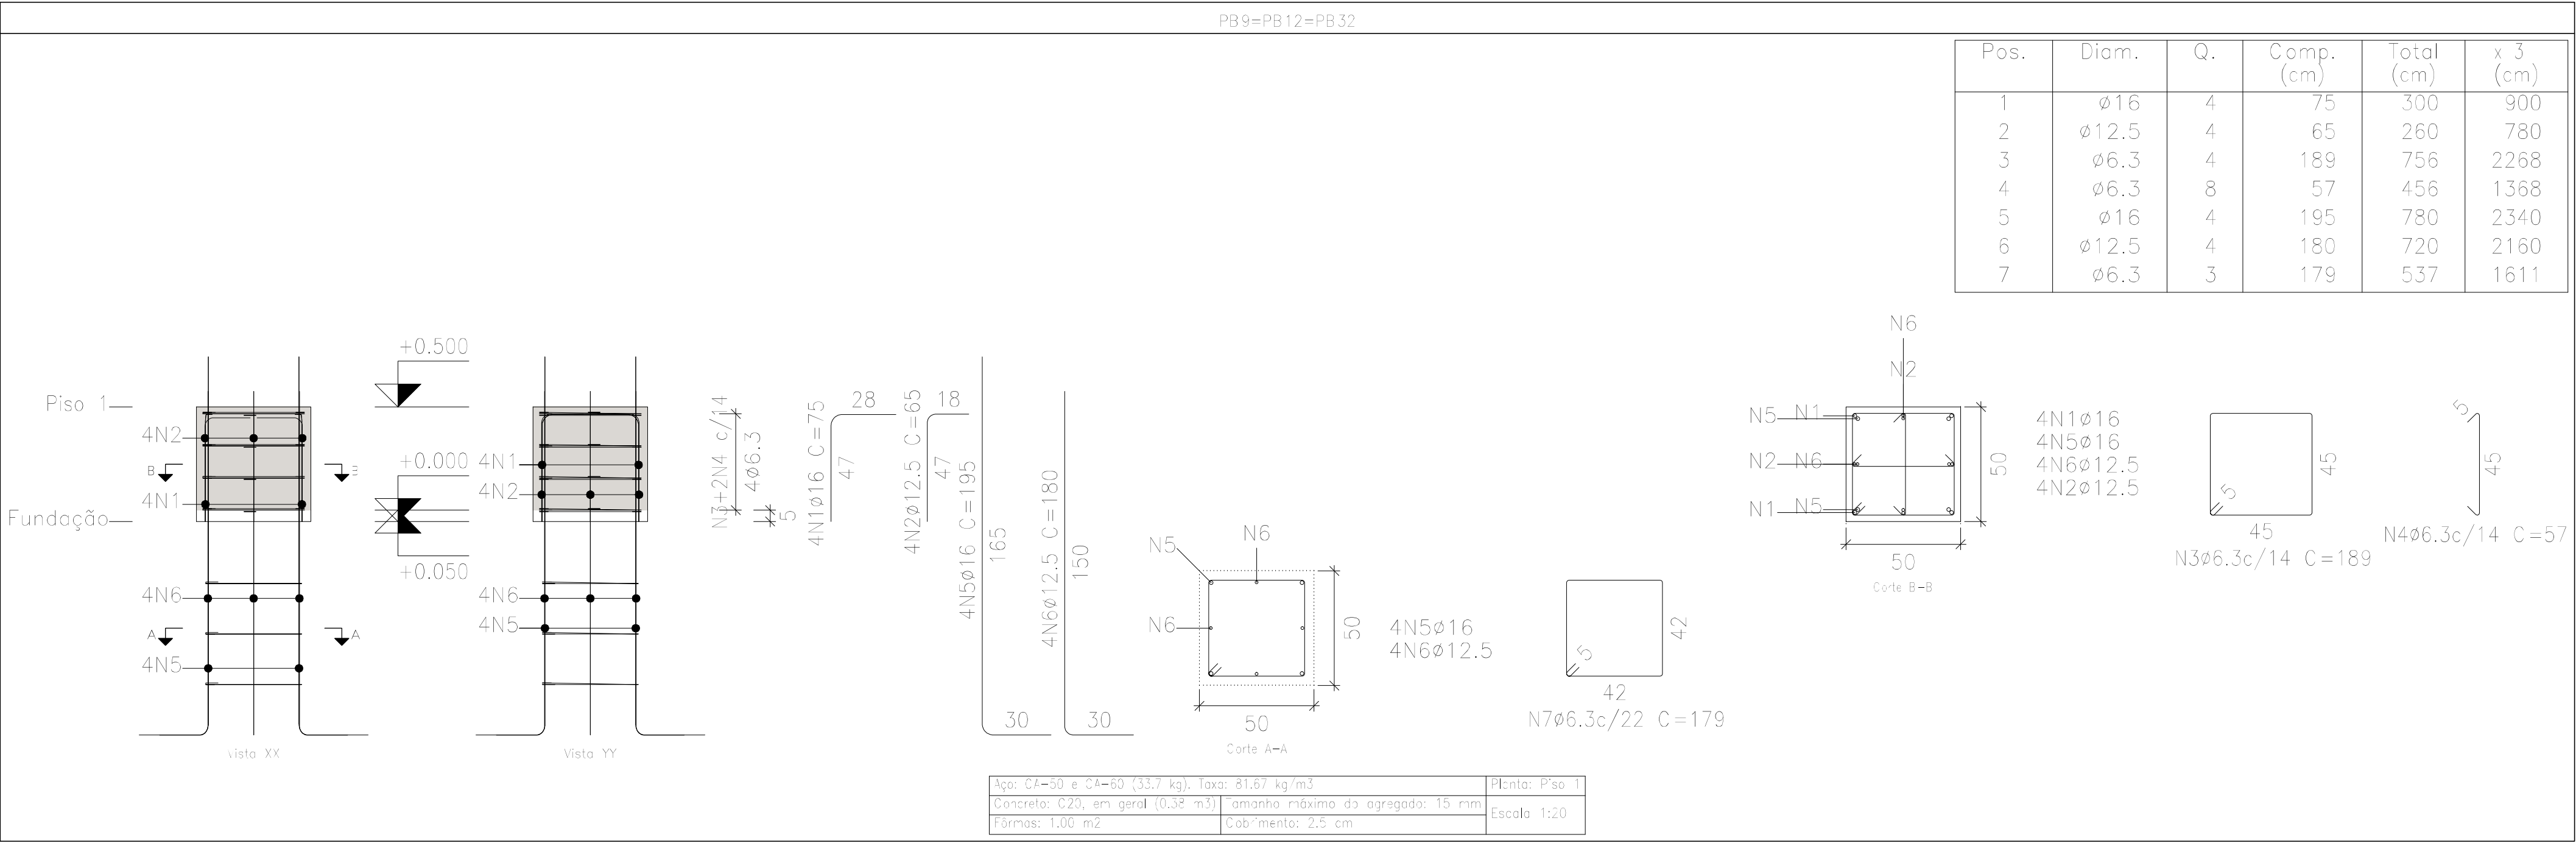 PB9=PB12=PB32
Pos. Diam. Q. Comp. (cm) Total (cm) x 3 (cm)
1 ø16 4 75 300 900
2 ø12.5 4 65 260 780
3 ø6.3 4 189 756 2268
4 ø6.3 8 57 456 1368
5 ø16 4 195 780 2340
6 ø12.5 4 180 720 2160
7 ø6.3 3 179 537 1611
Piso 1
Fundação
4N2
B
4N1
4N6
A
A
4N5
Vista XX
+0.500
+0.000
+0.050
4N1
4N2
4N6
4N5
Vista YY
N3+2N4 c/14
4ø6.3
5
4N1ø16 C=75
47
28
4N2ø12.5 C=65
47
18
4N5ø16 C=195
165
30
4N6ø12.5 C=180
150
30
N5
N6
N6
50
50
Corte A-A
4N5ø16
4N6ø12.5
5
42
42
N7ø6.3c/22 C=179
N6
N2
N5 N1
N2 N6
N1 N5
50
50
Corte B-B
4N1ø16
4N5ø16
4N6ø12.5
4N2ø12.5
5
45
45
N3ø6.3c/14 C=189
5
45
N4ø6.3c/14 C=57
Aço: CA-50 e CA-60 (33.7 kg). Taxa: 81.67 kg/m3
Planta: Piso 1
Concreto: C20, em geral (0.38 m3)
Tamanho máximo do agregado: 15 mm
Escala 1:20
Fôrmas: 1.00 m2
Cobrimento: 2.5 cm